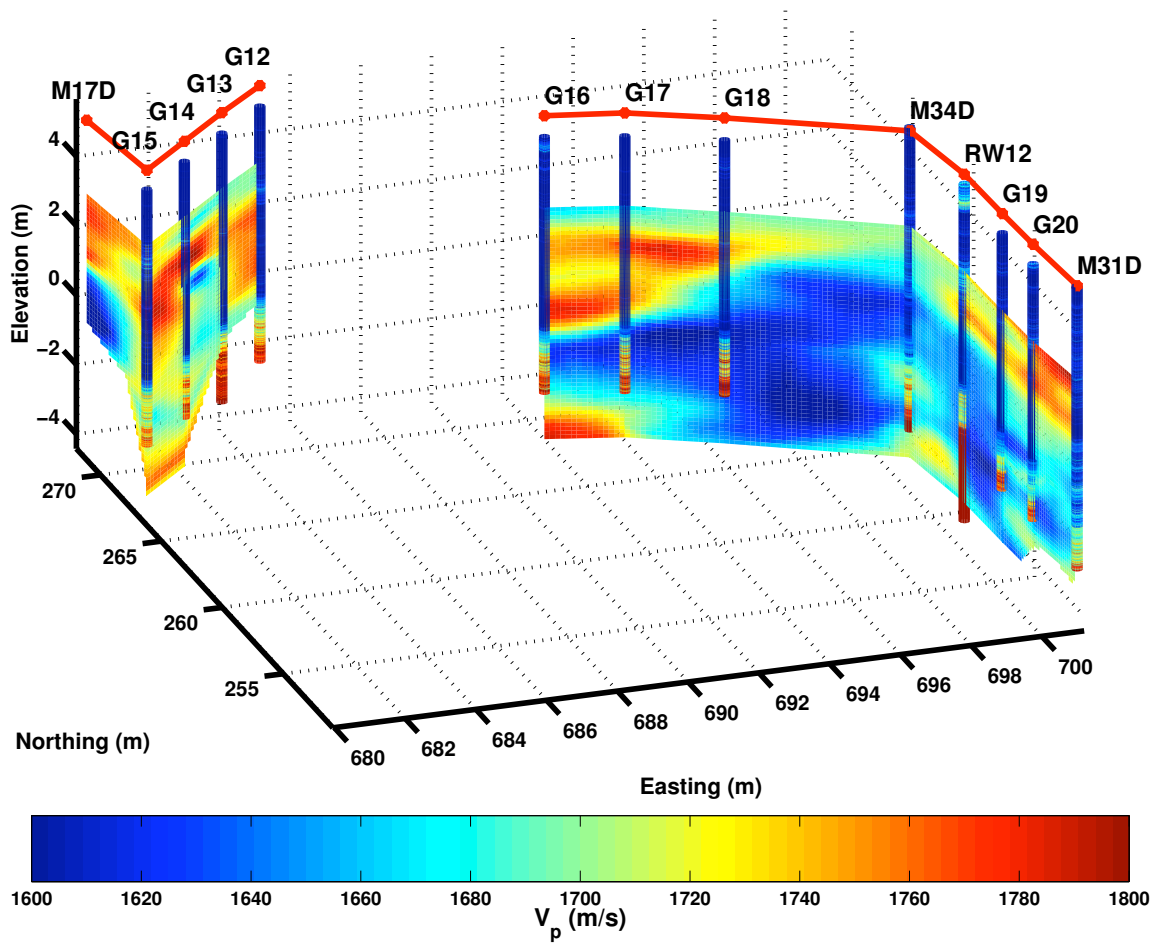 G12
M17D
G13
G14
G15
G16
G17
G18
M34D
RW12
G19
G20
M31D
4
2
0
−2
−4
Elevation (m)
270
265
260
255
680
682
684
686
688
690
692
694
696
698
700
Northing (m)
Easting (m)
1600 1620 1640 1660 1680 1700 1720 1740 1760 1780 1800
Vp (m/s)